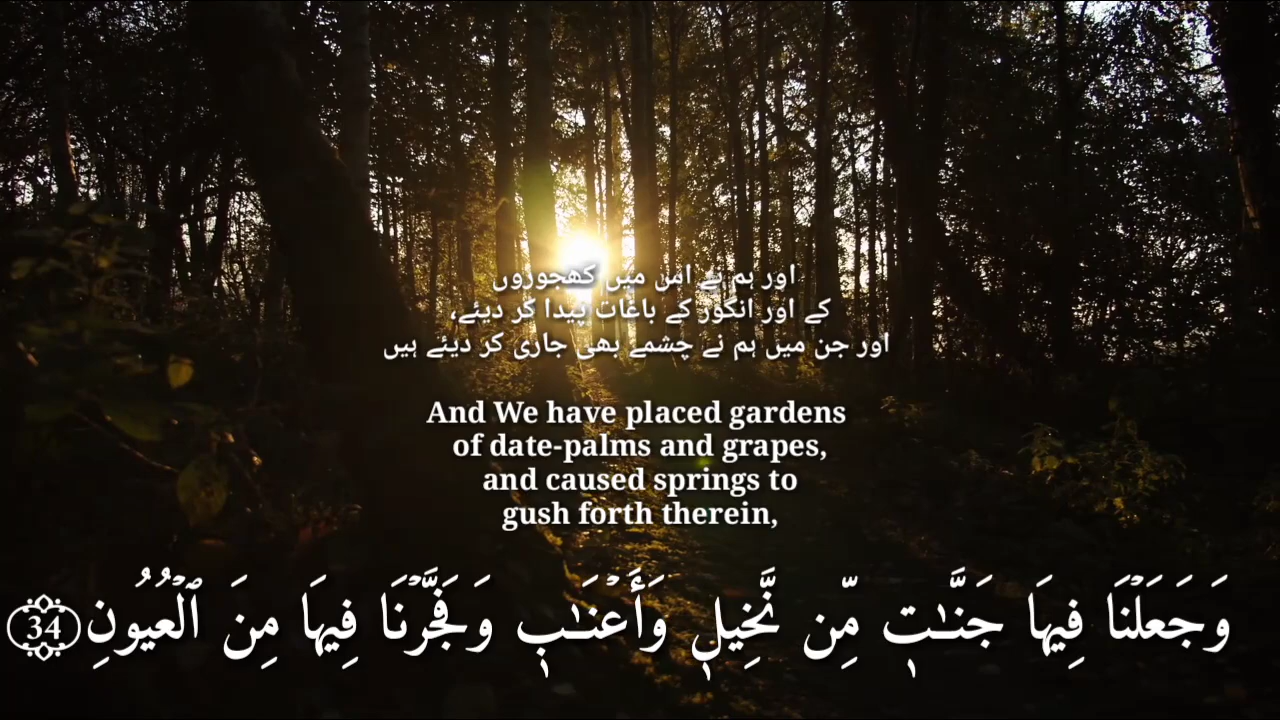 اور ہم نے اس میں کھجوروں
کے اور انگور کے باغات پیدا کر دیئے،
اور جن میں ہم نے چشمے بھی جاری کر دیئے ہیں
And We have placed gardens
of date-palms and grapes,
and caused springs to
gush forth therein,
وَجَعَلْنَا فِيهَا جَنَّـٰتٍ مِّن نَّخِيلٍ وَأَعْنَـٰبٍ وَفَجَّرْنَا فِيهَا مِنَ ٱلْعُيُونِ 34